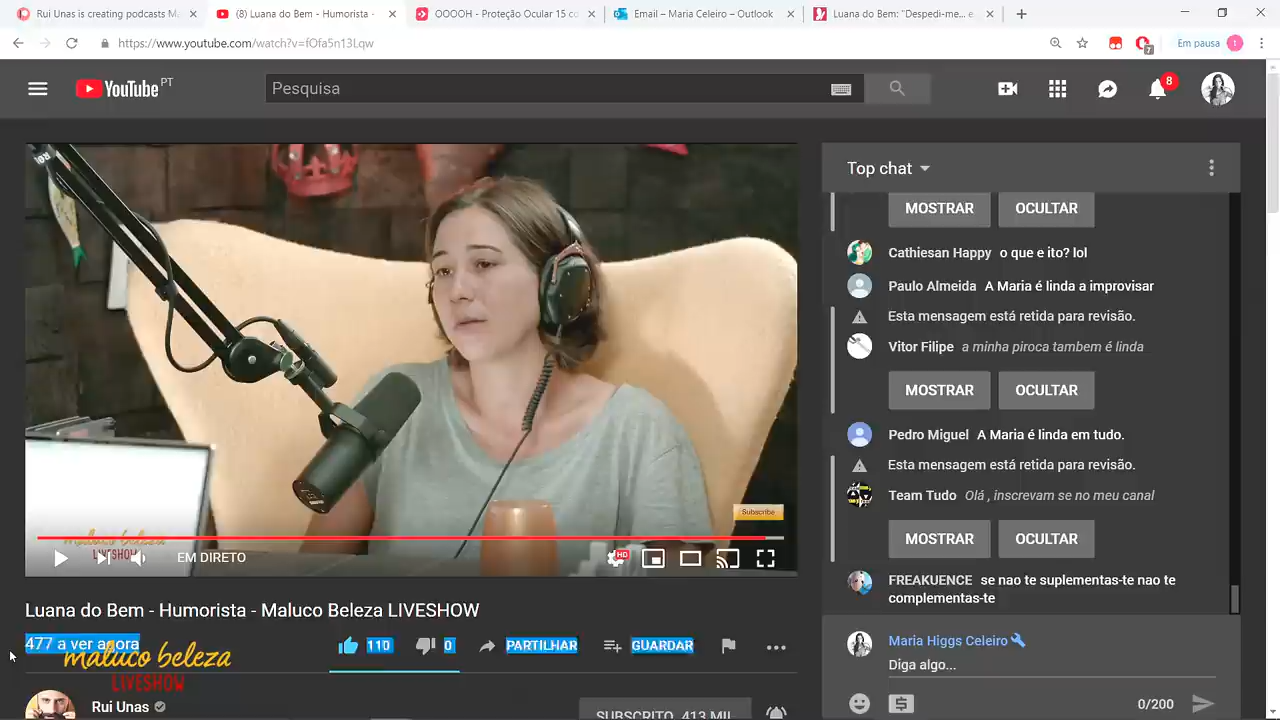 Rui Unas is creating podcasts M
(8) Luana do Bem - Humorista -
OOOOH - Proteção Ocular 15 co
Email – Maria Celeiro – Outlook
Luana do Bem: "Despedi-me... e
https://www.youtube.com/watch?v=fOfa5n13Lqw
7
Em pausa
YouTube PT
Pesquisa
8
Subscribe
maluco beleza
LIVESHOW
EM DIRETO
HD
Luana do Bem - Humorista - Maluco Beleza LIVESHOW
477 a ver agora
110
0
PARTILHAR
GUARDAR
maluco beleza
LIVESHOW
Rui Unas
SUBSCRITO 413 MIL
Top chat
MOSTRAR
OCULTAR
Cathiesan Happy o que e ito? lol
Paulo Almeida A Maria é linda a improvisar
Esta mensagem está retida para revisão.
Vitor Filipe a minha piroca tambem é linda
MOSTRAR
OCULTAR
Pedro Miguel A Maria é linda em tudo.
Esta mensagem está retida para revisão.
Team Tudo Olá , inscrevam se no meu canal
MOSTRAR
OCULTAR
FREAKUENCE se nao te suplementas-te nao te
complementas-te
Maria Higgs Celeiro
Diga algo...
0/200